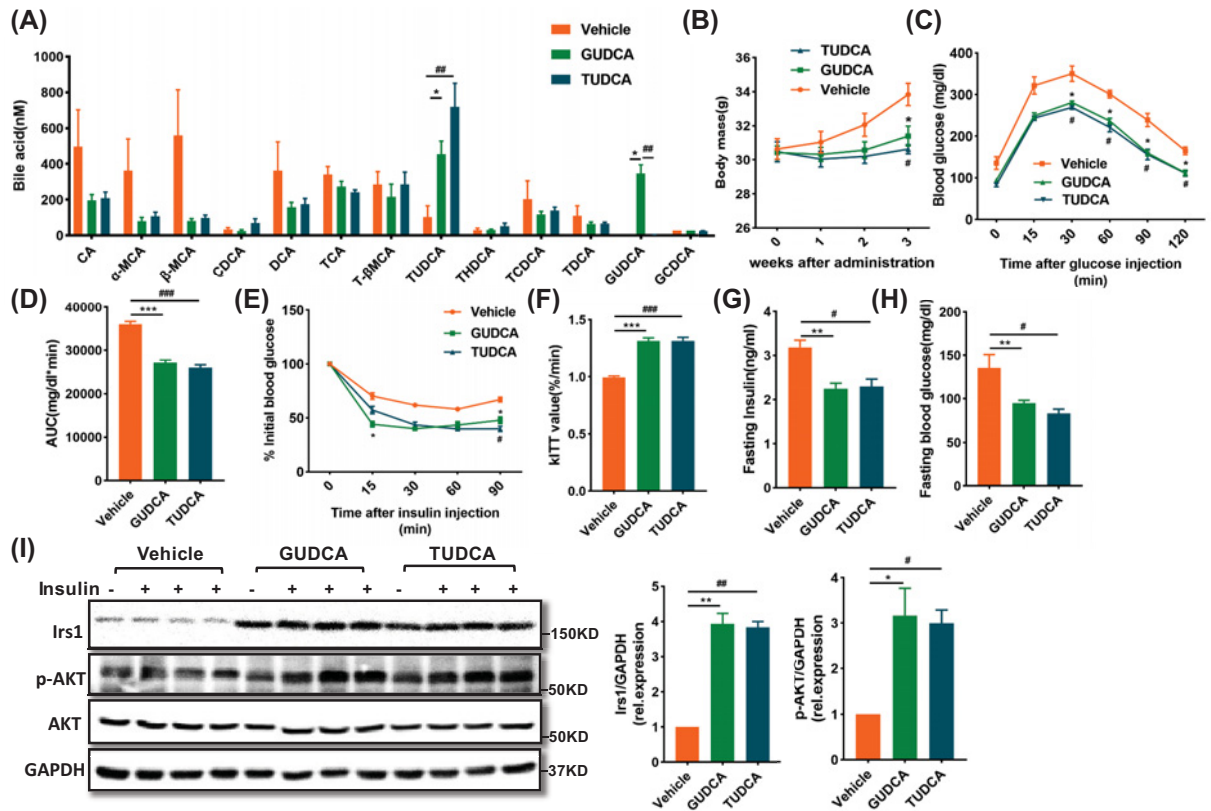 (A)
Bile acid(nM)
1000
800
600
400
200
0
Vehicle
GUDCA
TUDCA
##
*
* ##
CA
α-MCA
β-MCA
CDCA
DCA
TCA
T-βMCA
TUDCA
THDCA
TCDCA
TDCA
GUDCA
GCDCA
(B)
Body mass(g)
36
34
32
30
28
26
TUDCA
GUDCA
Vehicle
*
#
0 1 2 3
weeks after administration
(C)
Blood glucose (mg/dl)
400
300
200
100
0
* * * *
# # # #
Vehicle
GUDCA
TUDCA
0 15 30 60 90 120
Time after glucose injection
(min)
(D)
AUC(mg/dl*min)
40000
30000
20000
10000
0
###
***
Vehicle
GUDCA
TUDCA
(E)
% Initial blood glucose
150
100
50
0
Vehicle
GUDCA
TUDCA
*
*
#
0 15 30 60 90
Time after insulin injection
(min)
(F)
kITT value(%/min)
1.5
1.0
0.5
0.0
###
***
Vehicle
GUDCA
TUDCA
(G)
Fasting Insulin(ng/ml)
4
3
2
1
0
#
**
Vehicle
GUDCA
TUDCA
(H)
Fasting blood glucose(mg/dl)
200
150
100
50
0
#
**
Vehicle
GUDCA
TUDCA
(I)
Vehicle GUDCA TUDCA
Insulin - + + + - + + + - + + +
Irs1
150KD
p-AKT
50KD
AKT
50KD
GAPDH
37KD
Irs1/GAPDH
(rel.expression)
5
4
3
2
1
0
##
**
Vehicle
GUDCA
TUDCA
p-AKT/GAPDH
(rel.expression)
5
4
3
2
1
0
#
*
Vehicle
GUDCA
TUDCA